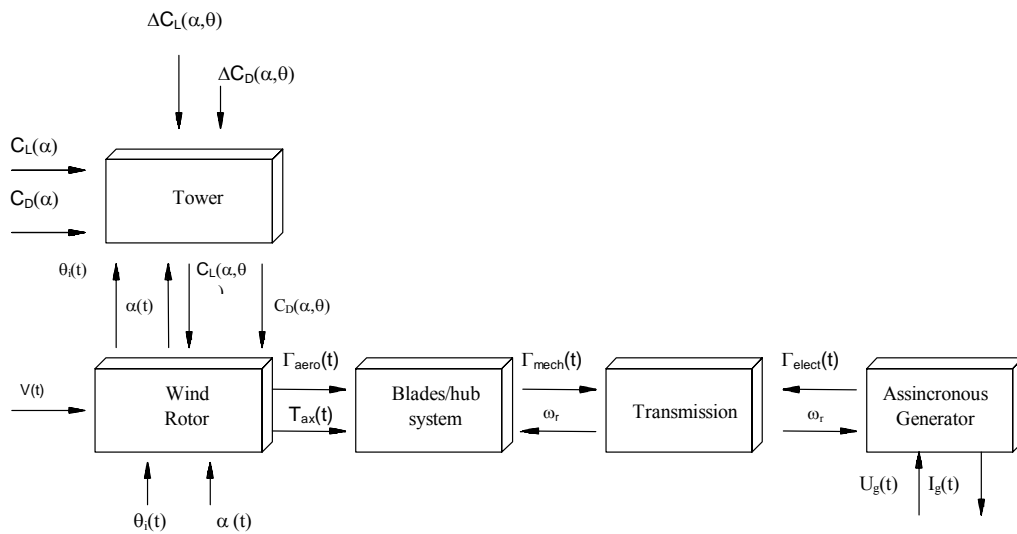 ΔC_L(α,θ)
ΔC_D(α,θ)
C_L(α)
C_D(α)
Tower
θ_i(t)
α(t)
C_L(α,θ
)
C_D(α,θ)
V(t)
Wind
Rotor
Γ_aero(t)
T_ax(t)
Blades/hub
system
Γ_mech(t)
ω_r
Transmission
Γ_elect(t)
ω_r
Assincronous
Generator
θ_i(t)
α (t)
U_g(t)
I_g(t)